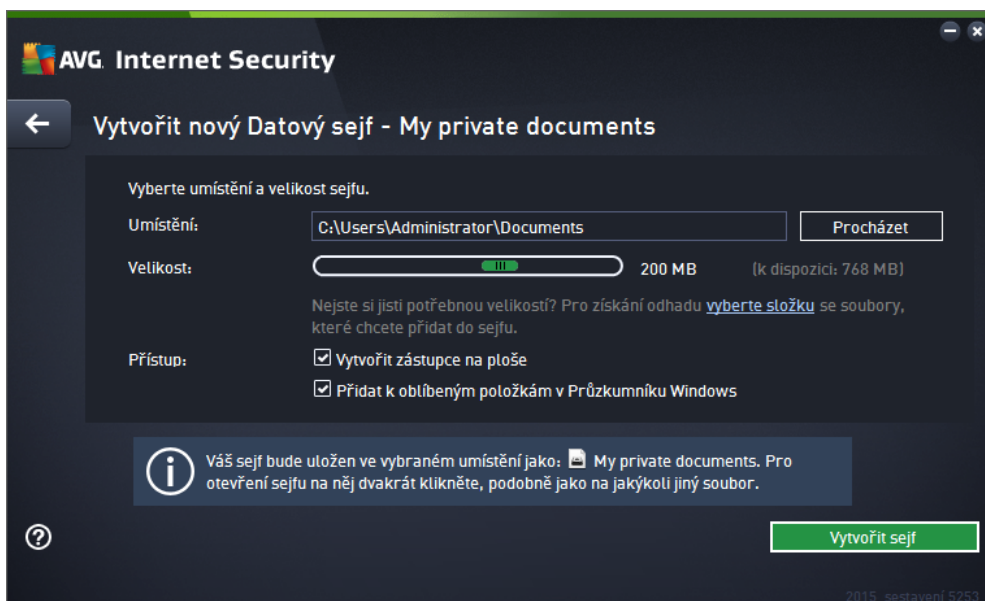 AVG. Internet Security
Vytvořit nový Datový sejf - My private documents
Vyberte umístění a velikost sejfu.
Umístění: C:\Users\Administrator\Documents Procházet
Velikost: 200 MB (k dispozici: 768 MB)
Nejste si jisti potřebnou velikostí? Pro získání odhadu vyberte složku se soubory,
které chcete přidat do sejfu.
Přístup: Vytvořit zástupce na ploše
Přidat k oblíbeným položkám v Průzkumníku Windows
Váš sejf bude uložen ve vybraném umístění jako: My private documents. Pro
otevření sejfu na něj dvakrát klikněte, podobně jako na jakýkoli jiný soubor.
Vytvořit sejf
2015 sestavení 5253